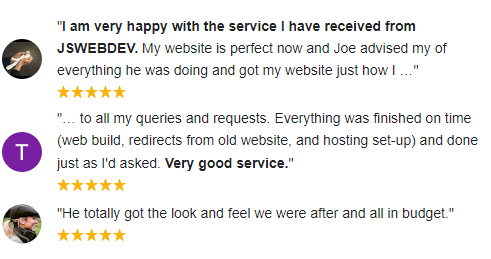 "I am very happy with the service I have received from
JSWEBDEV. My website is perfect now and Joe advised my of
everything he was doing and got my website just how I …"
"… to all my queries and requests. Everything was finished on time
T
(web build, redirects from old website, and hosting set-up) and done
just as I'd asked. Very good service."
"He totally got the look and feel we were after and all in budget."